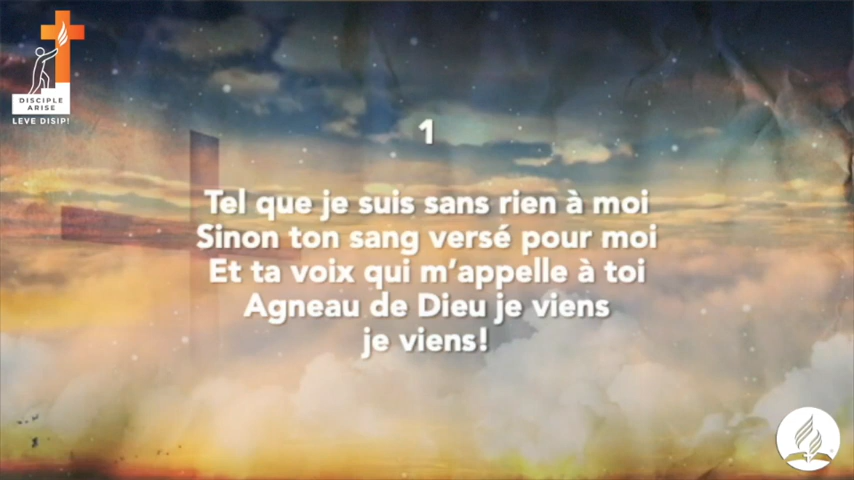 DISCIPLE
ARISE
LEVE DISIP!
1
Tel que je suis sans rien à moi
Sinon ton sang versé pour moi
Et ta voix qui m’appelle à toi
Agneau de Dieu je viens
je viens!